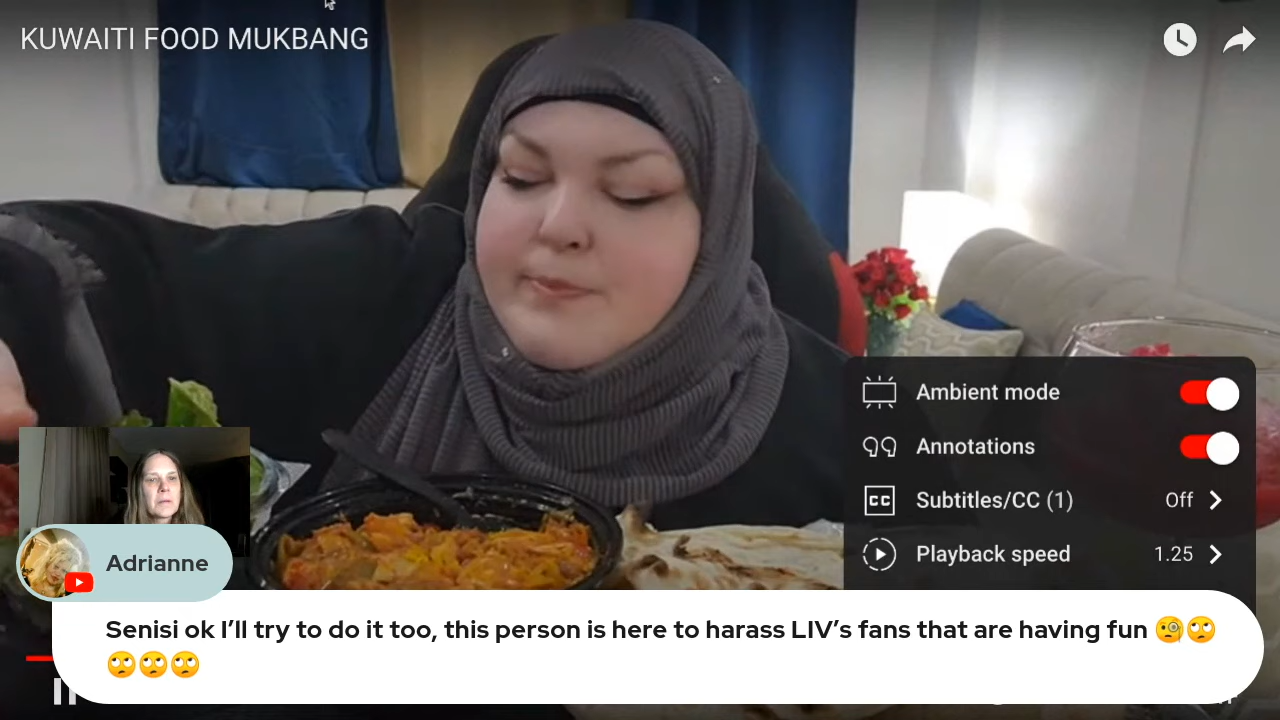 KUWAITI FOOD MUKBANG
Ambient mode
Annotations
CC Subtitles/CC (1) Off
Playback speed 1.25
Adrianne
Senisi ok I’ll try to do it too, this person is here to harass LIV’s fans that are having fun 🧐🙄
🙄🙄🙄